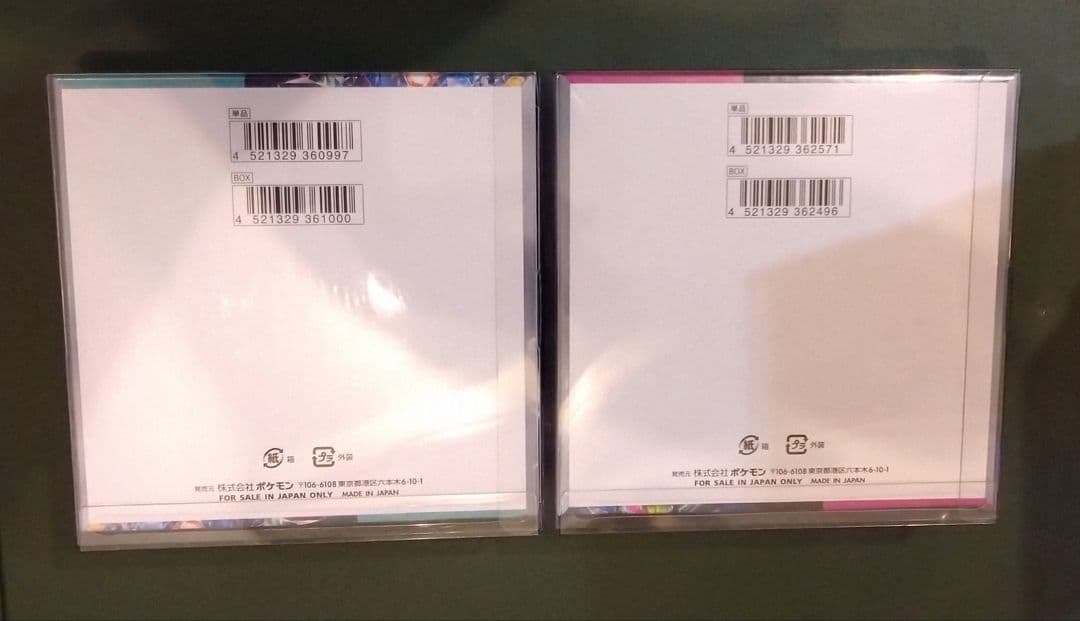 単品
4 521329 360997
BOX
4 521329 361000
紙 箱 プラ 外装
発売元 株式会社ポケモン 〒106-6108 東京都港区六本木6-10-1
FOR SALE IN JAPAN ONLY MADE IN JAPAN
単品
4 521329 362571
BOX
4 521329 362496
紙 箱 プラ 外装
発売元 株式会社ポケモン 〒106-6108 東京都港区六本木6-10-1
FOR SALE IN JAPAN ONLY MADE IN JAPAN